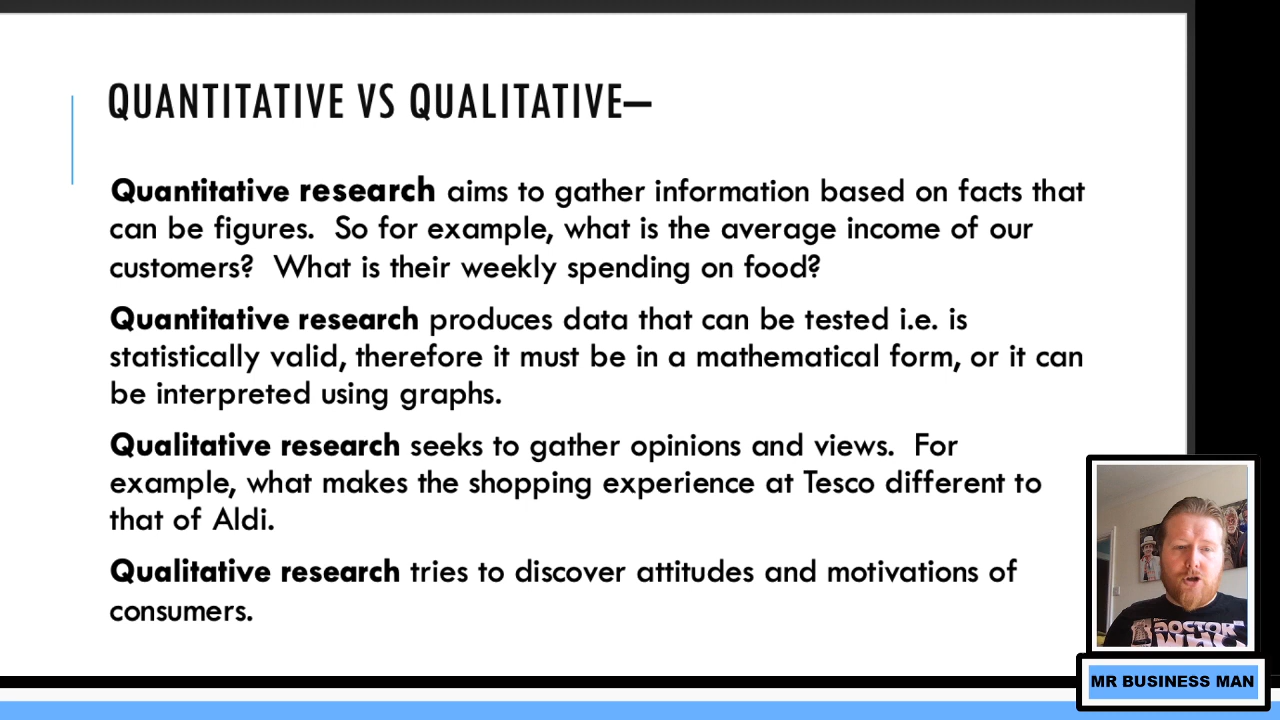 QUANTITATIVE VS QUALITATIVE–
Quantitative research aims to gather information based on facts that
can be figures.  So for example, what is the average income of our
customers?  What is their weekly spending on food?
Quantitative research produces data that can be tested i.e. is
statistically valid, therefore it must be in a mathematical form, or it can
be interpreted using graphs.
Qualitative research seeks to gather opinions and views.  For
example, what makes the shopping experience at Tesco different to
that of Aldi.
Qualitative research tries to discover attitudes and motivations of
consumers.
DOCTOR
WHO
MR BUSINESS MAN